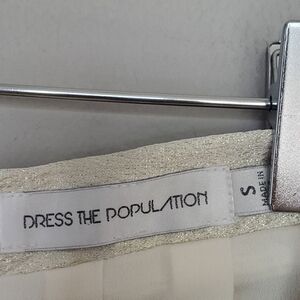 DRESS THE POPULATION
S
MADE IN